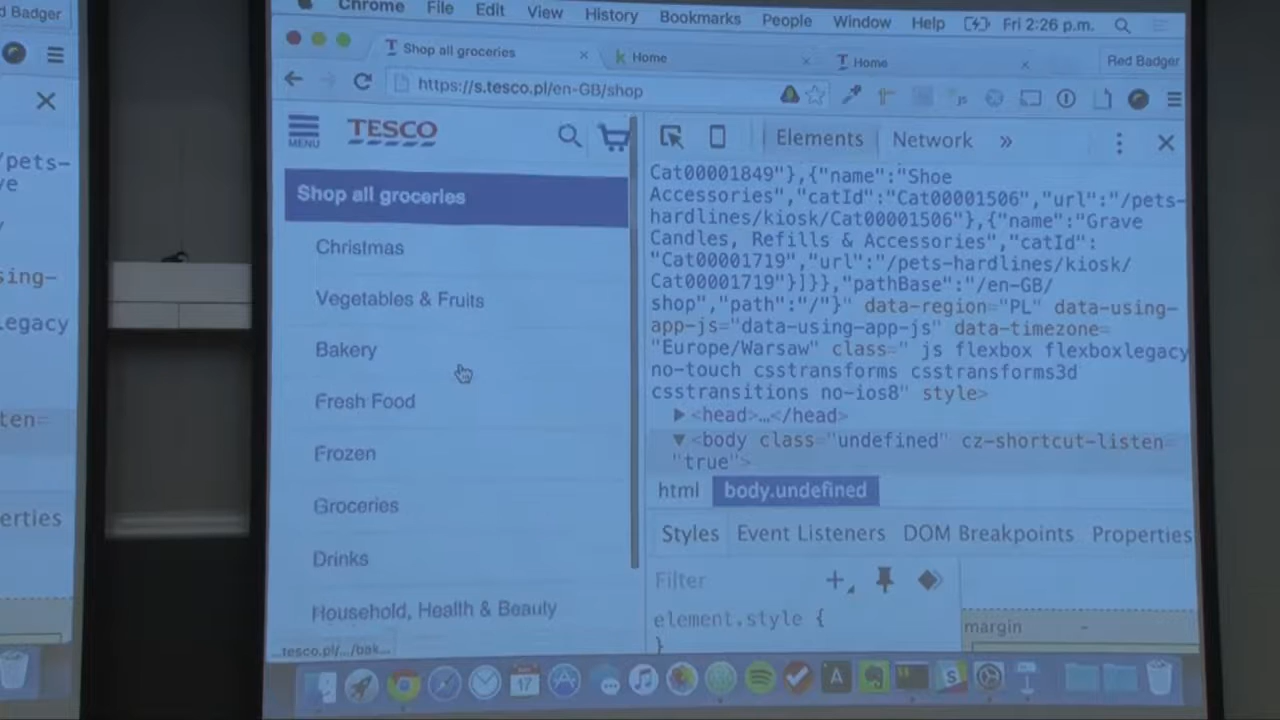 Red Badger
/pets-
ve
/
sing-
legacy
ten=
erties
Chrome File Edit View History Bookmarks People Window Help Fri 2:26 p.m.
Shop all groceries
Home
Home
Red Badger
https://s.tesco.pl/en-GB/shop
MENU
TESCO
Shop all groceries
Christmas
Vegetables & Fruits
Bakery
Fresh Food
Frozen
Groceries
Drinks
Household, Health & Beauty
...tesco.pl/.../bak...
Elements Network »
Cat00001849"},{"name":"Shoe
Accessories","catId":"Cat00001506","url":"/pets-
hardlines/kiosk/Cat00001506"},{"name":"Grave
Candles, Refills & Accessories","catId":
"Cat00001719","url":"/pets-hardlines/kiosk/
Cat00001719"}]}},"pathBase":"/en-GB/
shop","path":"/"}" data-region="PL" data-using-
app-js="data-using-app-js" data-timezone=
"Europe/Warsaw" class=" js flexbox flexboxlegacy
no-touch csstransforms csstransforms3d
csstransitions no-ios8" style>
▶<head>…</head>
▼<body class="undefined" cz-shortcut-listen=
"true">
html body.undefined
Styles Event Listeners DOM Breakpoints Properties
Filter
element.style {
}
margin -
17